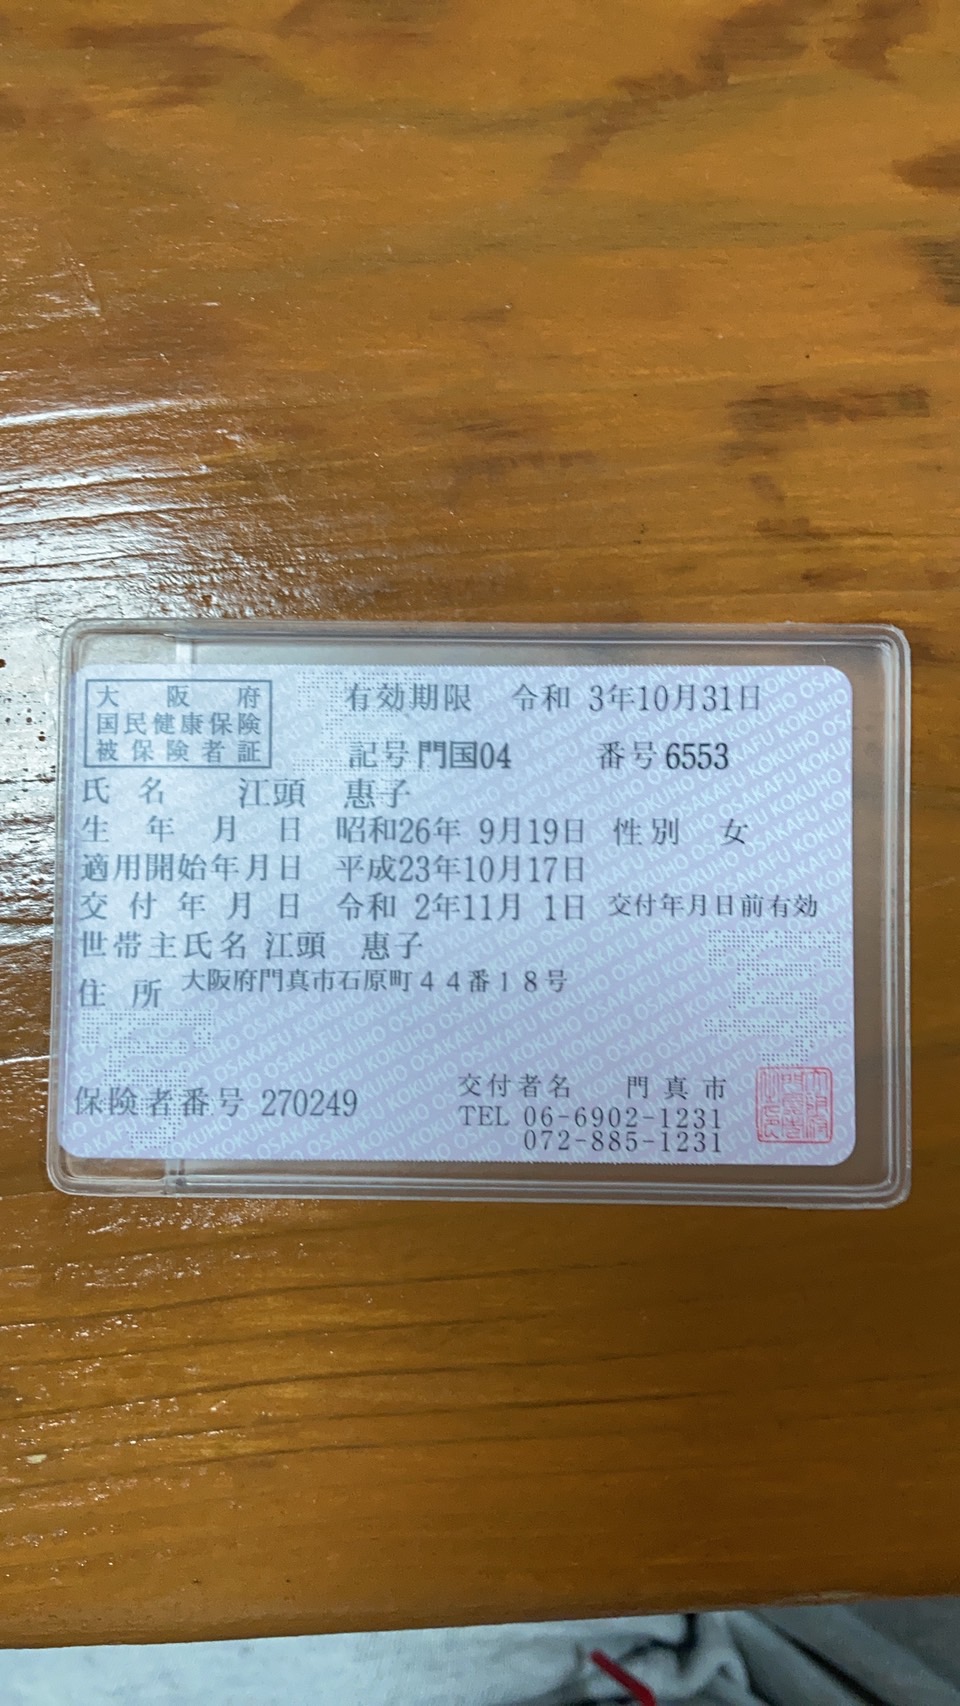 大阪府
国民健康保険
被保険者証
有効期限 令和 3年10月31日
記号 門国04 番号 6553
氏名 江頭 惠子
生年月日 昭和26年 9月19日 性別 女
適用開始年月日 平成23年10月17日
交付年月日 令和 2年11月 1日 交付年月日前有効
世帯主氏名 江頭 惠子
住所 大阪府門真市石原町44番18号
保険者番号 270249
交付者名 門真市
TEL 06-6902-1231
072-885-1231